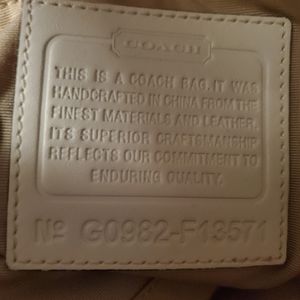 COACH
THIS IS A COACH BAG. IT WAS
HANDCRAFTED IN CHINA FROM THE
FINEST MATERIALS AND LEATHER.
ITS SUPERIOR CRAFTSMANSHIP
REFLECTS OUR COMMITMENT TO
ENDURING QUALITY.
Nº G0982-F13571